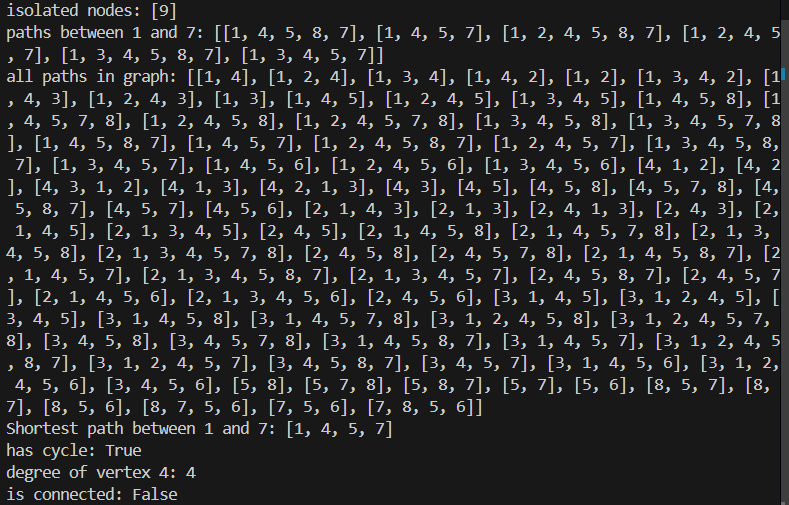 isolated nodes: [9]
paths between 1 and 7: [[1, 4, 5, 8, 7], [1, 4, 5, 7], [1, 2, 4, 5, 8, 7], [1, 2, 4, 5
, 7], [1, 3, 4, 5, 8, 7], [1, 3, 4, 5, 7]]
all paths in graph: [[1, 4], [1, 2, 4], [1, 3, 4], [1, 4, 2], [1, 2], [1, 3, 4, 2], [1
, 4, 3], [1, 2, 4, 3], [1, 3], [1, 4, 5], [1, 2, 4, 5], [1, 3, 4, 5], [1, 4, 5, 8], [1
, 4, 5, 7, 8], [1, 2, 4, 5, 8], [1, 2, 4, 5, 7, 8], [1, 3, 4, 5, 8], [1, 3, 4, 5, 7, 8
], [1, 4, 5, 8, 7], [1, 4, 5, 7], [1, 2, 4, 5, 8, 7], [1, 2, 4, 5, 7], [1, 3, 4, 5, 8,
7], [1, 3, 4, 5, 7], [1, 4, 5, 6], [1, 2, 4, 5, 6], [1, 3, 4, 5, 6], [4, 1, 2], [4, 2
], [4, 3, 1, 2], [4, 1, 3], [4, 2, 1, 3], [4, 3], [4, 5], [4, 5, 8], [4, 5, 7, 8], [4,
5, 8, 7], [4, 5, 7], [4, 5, 6], [2, 1, 4, 3], [2, 1, 3], [2, 4, 1, 3], [2, 4, 3], [2,
1, 4, 5], [2, 1, 3, 4, 5], [2, 4, 5], [2, 1, 4, 5, 8], [2, 1, 4, 5, 7, 8], [2, 1, 3,
4, 5, 8], [2, 1, 3, 4, 5, 7, 8], [2, 4, 5, 8], [2, 4, 5, 7, 8], [2, 1, 4, 5, 8, 7], [2
, 1, 4, 5, 7], [2, 1, 3, 4, 5, 8, 7], [2, 1, 3, 4, 5, 7], [2, 4, 5, 8, 7], [2, 4, 5, 7
], [2, 1, 4, 5, 6], [2, 1, 3, 4, 5, 6], [2, 4, 5, 6], [3, 1, 4, 5], [3, 1, 2, 4, 5], [
3, 4, 5], [3, 1, 4, 5, 8], [3, 1, 4, 5, 7, 8], [3, 1, 2, 4, 5, 8], [3, 1, 2, 4, 5, 7,
8], [3, 4, 5, 8], [3, 4, 5, 7, 8], [3, 1, 4, 5, 8, 7], [3, 1, 4, 5, 7], [3, 1, 2, 4, 5
, 8, 7], [3, 1, 2, 4, 5, 7], [3, 4, 5, 8, 7], [3, 4, 5, 7], [3, 1, 4, 5, 6], [3, 1, 2,
4, 5, 6], [3, 4, 5, 6], [5, 8], [5, 7, 8], [5, 8, 7], [5, 7], [5, 6], [8, 5, 7], [8,
7], [8, 5, 6], [8, 7, 5, 6], [7, 5, 6], [7, 8, 5, 6]]
Shortest path between 1 and 7: [1, 4, 5, 7]
has cycle: True
degree of vertex 4: 4
is connected: False